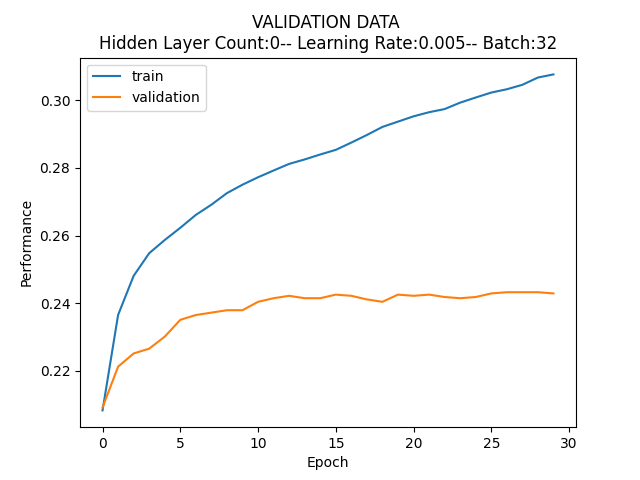 VALIDATION DATA
Hidden Layer Count:0-- Learning Rate:0.005-- Batch:32
train
validation
0.30
0.28
0.26
0.24
0.22
Performance
0
5
10
15
20
25
30
Epoch